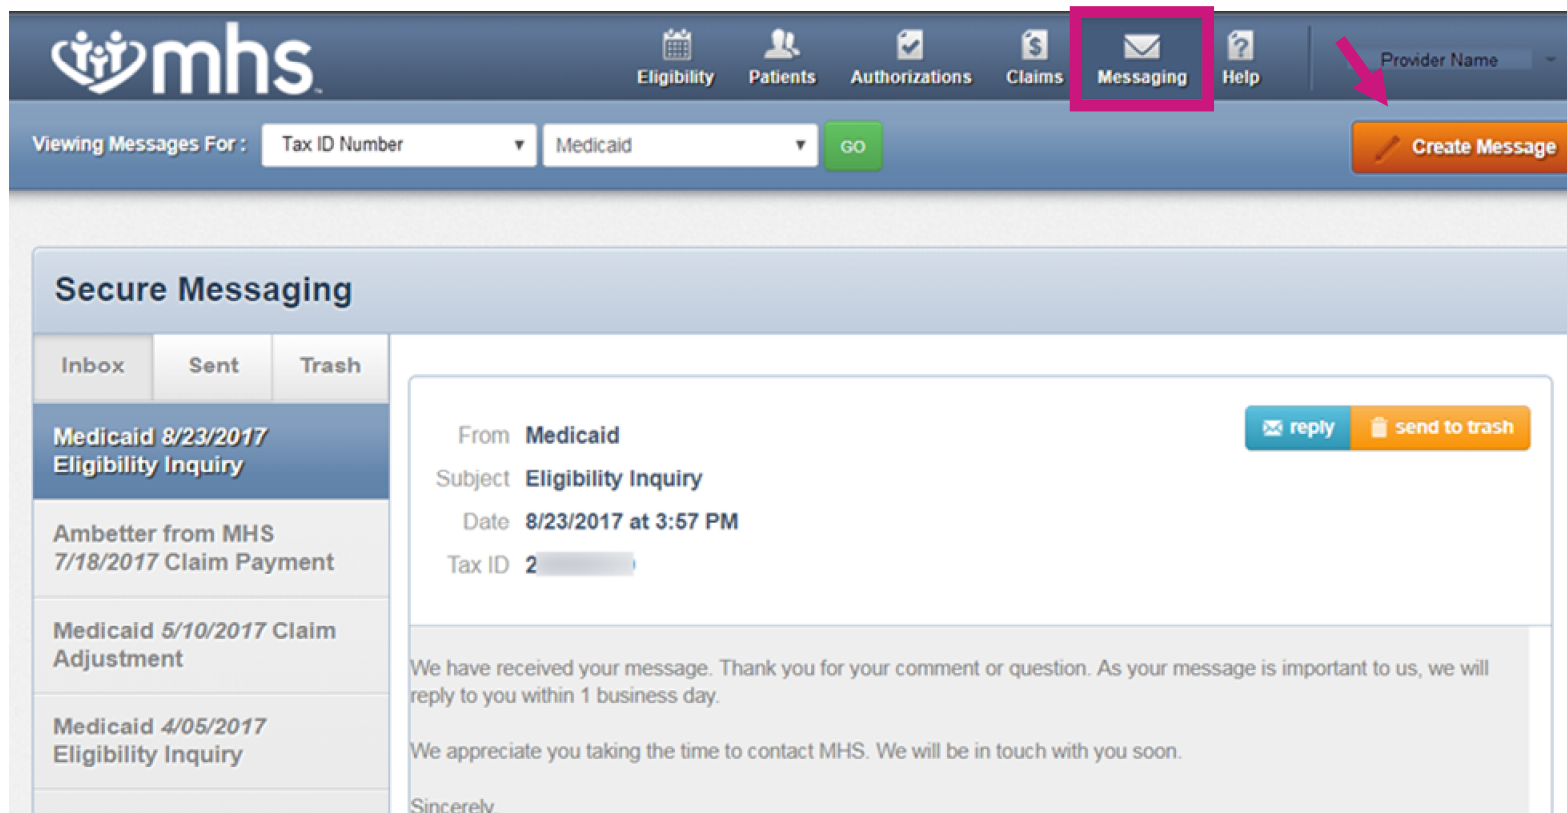 mhs
Eligibility Patients Authorizations Claims Messaging Help Provider Name
Viewing Messages For : Tax ID Number Medicaid GO Create Message
Secure Messaging
Inbox Sent Trash
Medicaid 8/23/2017
Eligibility Inquiry
Ambetter from MHS
7/18/2017 Claim Payment
Medicaid 5/10/2017 Claim
Adjustment
Medicaid 4/05/2017
Eligibility Inquiry
From Medicaid
reply send to trash
Subject Eligibility Inquiry
Date 8/23/2017 at 3:57 PM
Tax ID 2
We have received your message. Thank you for your comment or question. As your message is important to us, we will
reply to you within 1 business day.
We appreciate you taking the time to contact MHS. We will be in touch with you soon.
Sincerely,